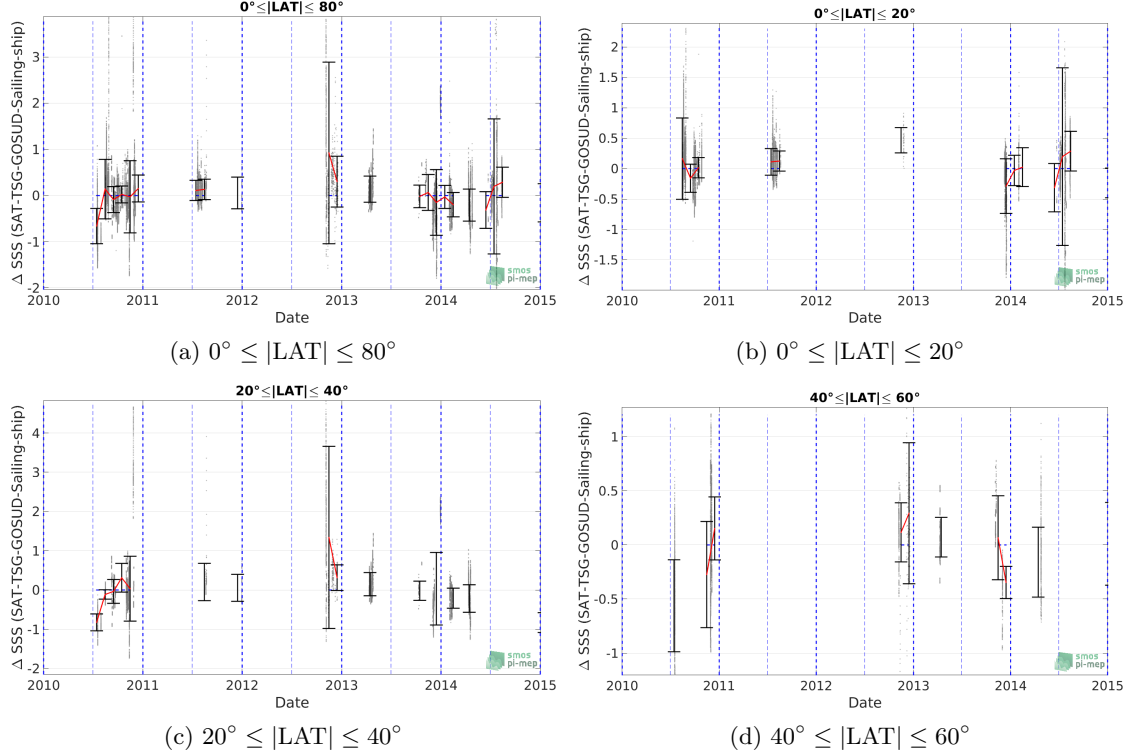 0°≤|LAT|≤ 80°
Δ SSS (SAT-TSG-GOSUD-Sailing-ship)
3
2
1
0
-1
-2
2010 2011 2012 2013 2014 2015
Date
smos
pi-mep
(a) 0° ≤ |LAT| ≤ 80°
0°≤|LAT|≤ 20°
Δ SSS (SAT-TSG-GOSUD-Sailing-ship)
2
1.5
1
0.5
0
-0.5
-1
-1.5
2010 2011 2012 2013 2014 2015
Date
smos
pi-mep
(b) 0° ≤ |LAT| ≤ 20°
20°≤|LAT|≤ 40°
Δ SSS (SAT-TSG-GOSUD-Sailing-ship)
4
3
2
1
0
-1
-2
2010 2011 2012 2013 2014 2015
Date
smos
pi-mep
(c) 20° ≤ |LAT| ≤ 40°
40°≤|LAT|≤ 60°
Δ SSS (SAT-TSG-GOSUD-Sailing-ship)
1
0.5
0
-0.5
-1
2010 2011 2012 2013 2014 2015
Date
smos
pi-mep
(d) 40° ≤ |LAT| ≤ 60°